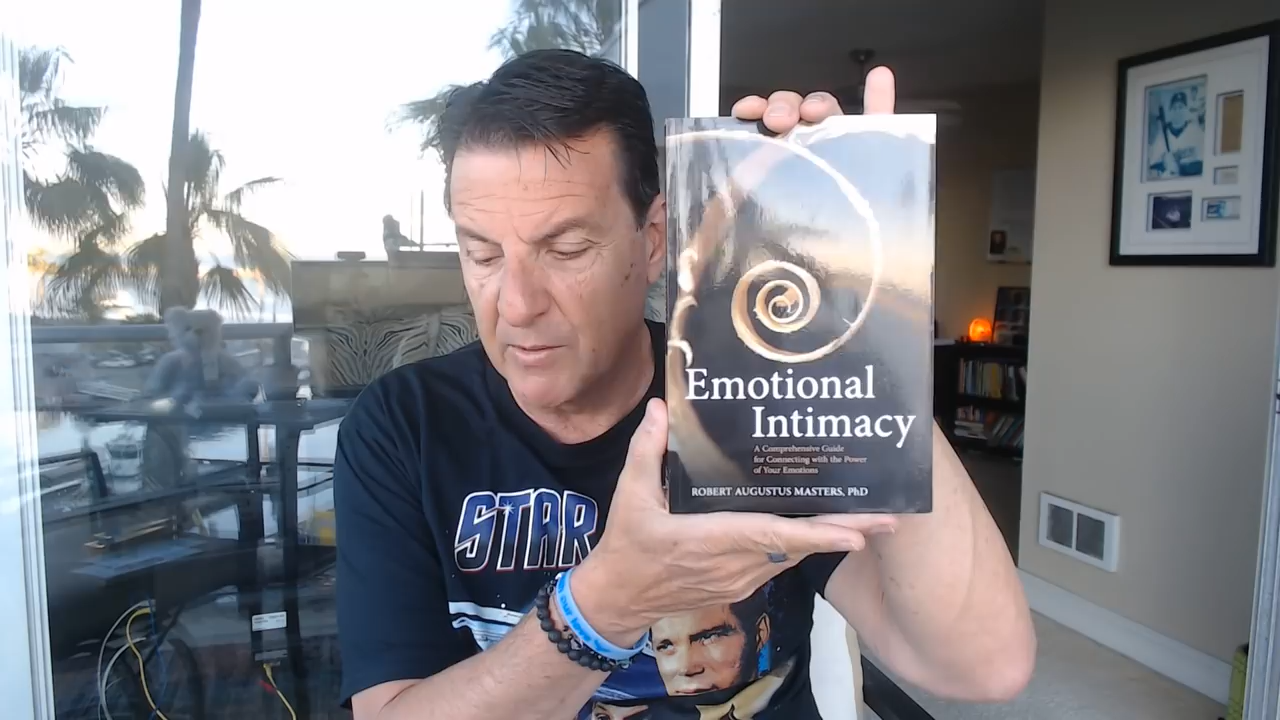 Emotional
Intimacy
A Comprehensive Guide
for Connecting with the Power
of Your Emotions
ROBERT AUGUSTUS MASTERS, PhD
STAR